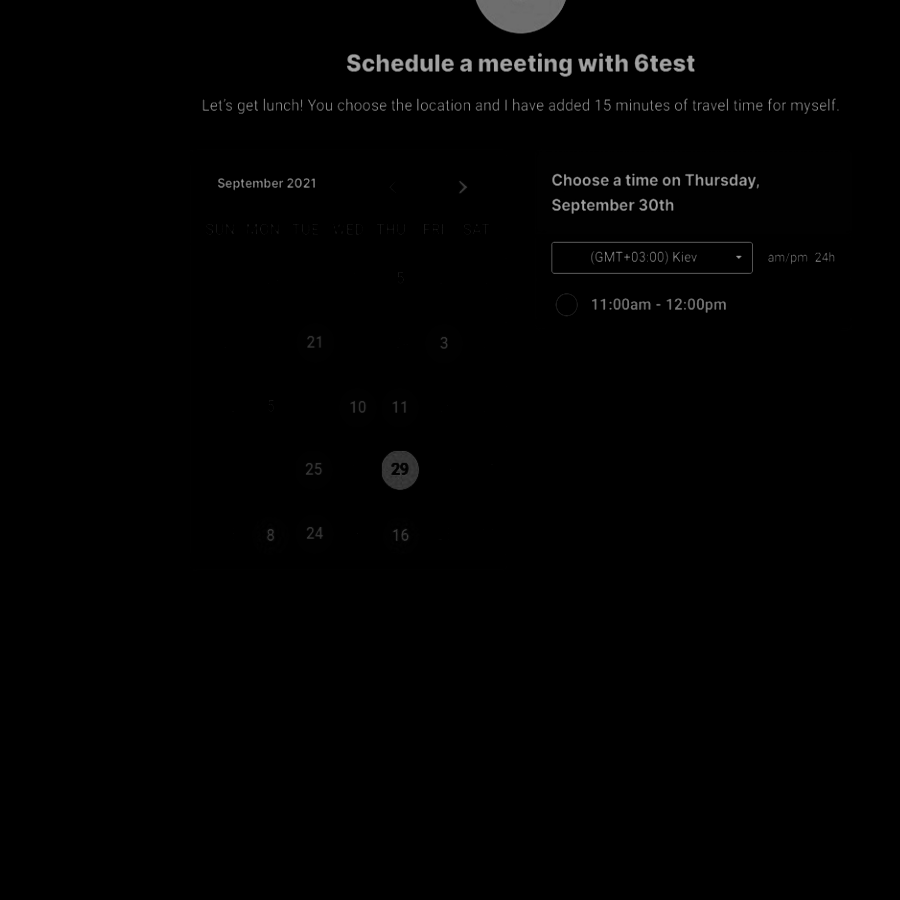 Schedule a meeting with 6test
Let's get lunch! You choose the location and I have added 15 minutes of travel time for myself.
September 2021
SUN MON TUE WED THU FRI SAT
5
21 3
5 10 11
25 29
8 24 16
Choose a time on Thursday,
September 30th
(GMT+03:00) Kiev am/pm 24h
11:00am - 12:00pm